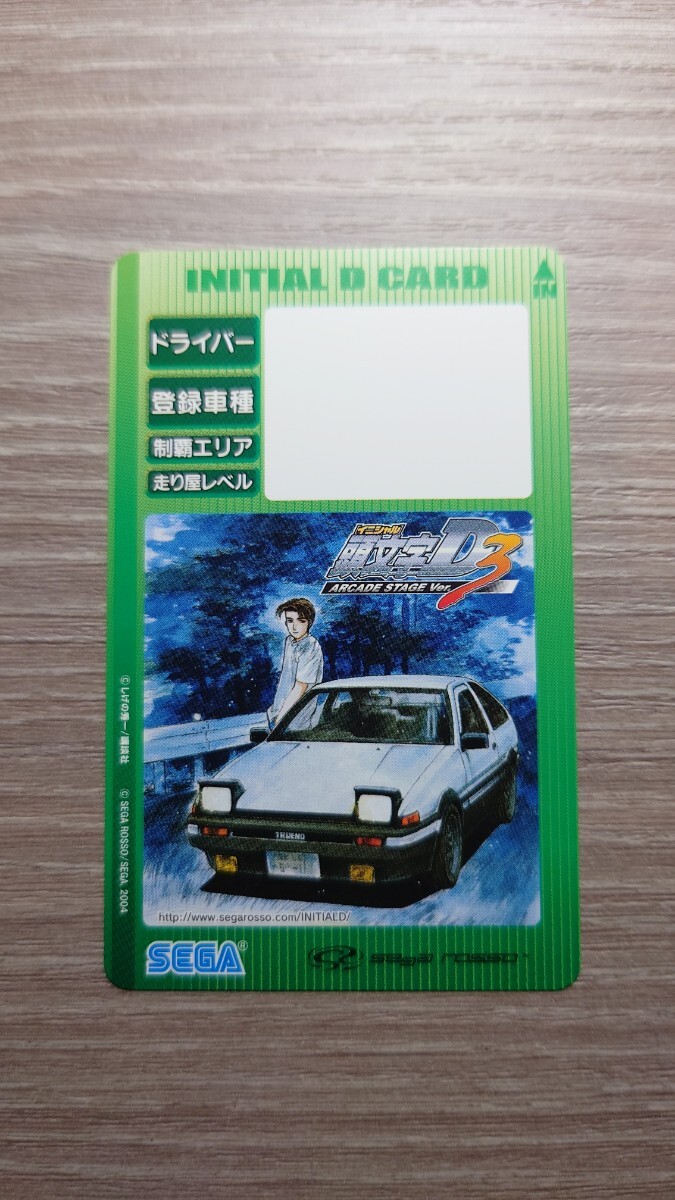 INITIAL D CARD
IN
ドライバー
登録車種
制覇エリア
走り屋レベル
イニシャル
頭文字D3
ARCADE STAGE Ver.
TRUENO
http://www.segarosso.com/INITIALD/
©しげの秀一/講談社 © SEGA ROSSO/SEGA, 2004
SEGA®
sega rosso